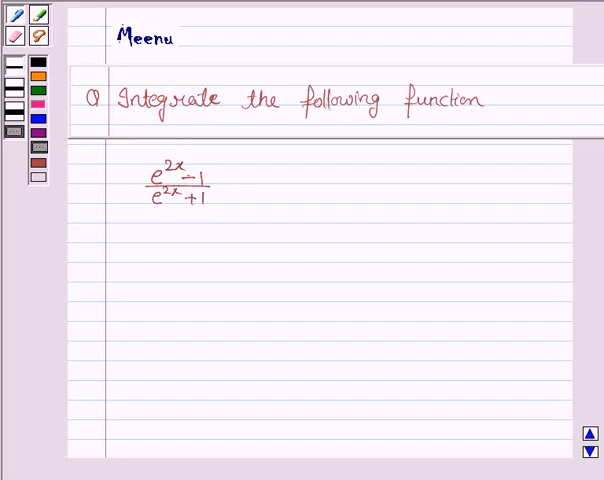 Meenu
Q Integrate the following function
e^{2x} - 1
e^{2x} + 1